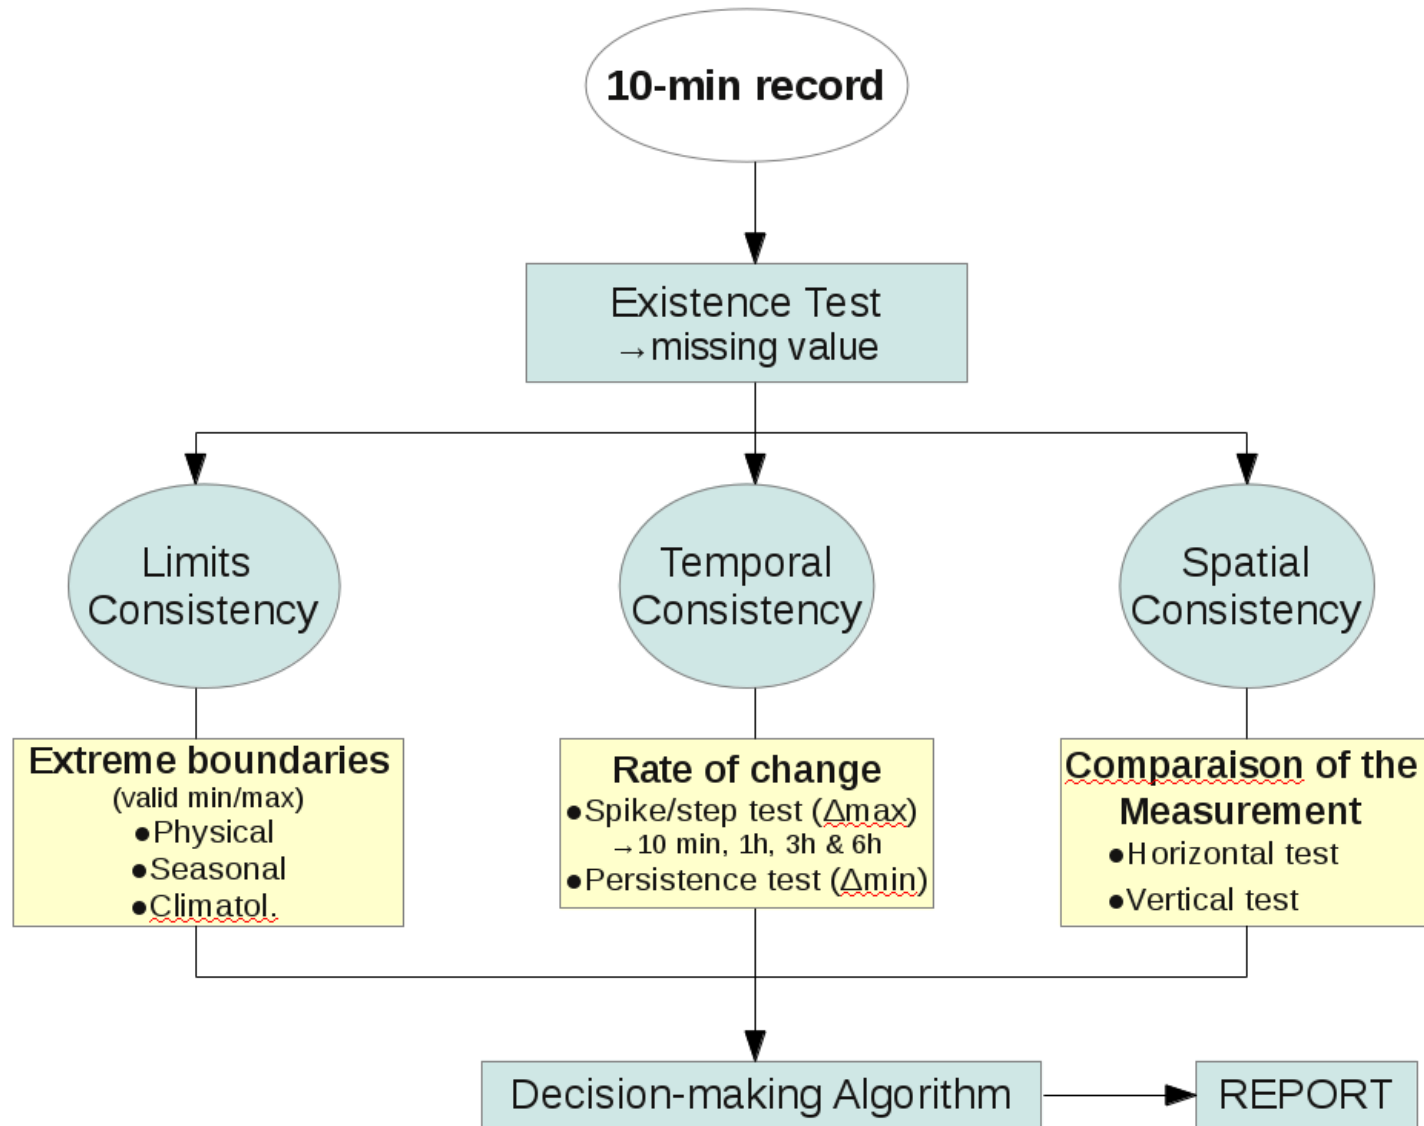 10-min record
Existence Test
→missing value
Limits
Consistency
Temporal
Consistency
Spatial
Consistency
Extreme boundaries
(valid min/max)
●Physical
●Seasonal
●Climatol.
Rate of change
●Spike/step test (Δmax)
→10 min, 1h, 3h & 6h
●Persistence test (Δmin)
Comparaison of the
Measurement
●Horizontal test
●Vertical test
Decision-making Algorithm
REPORT